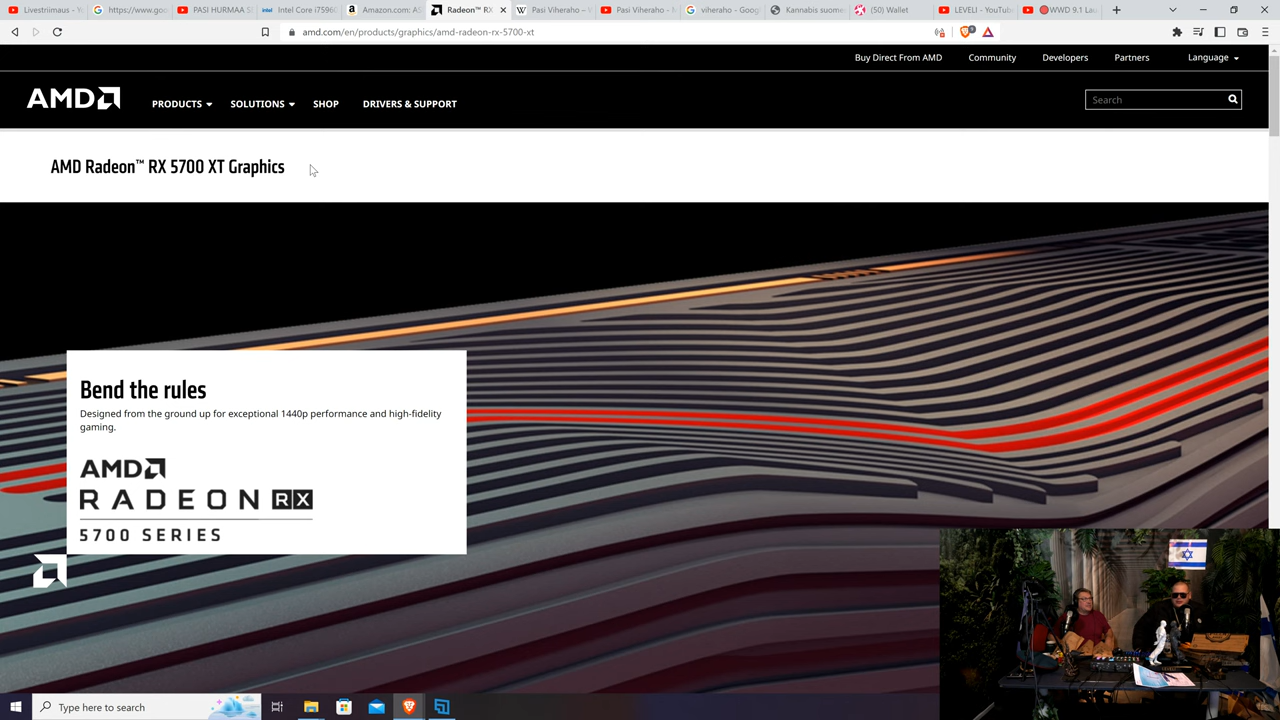 Livestriimaus - Y
https://www.goo
PASI HURMAA S
Intel Core i7596
Amazon.com: A
Radeon™ RX
Pasi Viheraho – 
Pasi Viheraho -
viheraho - Goog
Kannabis suome
(50) Wallet
LEVELI - YouTub
WWD 9.1 Lau
amd.com/en/products/graphics/amd-radeon-rx-5700-xt
Buy Direct From AMD
Community
Developers
Partners
Language
AMD
PRODUCTS
SOLUTIONS
SHOP
DRIVERS & SUPPORT
Search
AMD Radeon™ RX 5700 XT Graphics
Bend the rules
Designed from the ground up for exceptional 1440p performance and high-fidelity
gaming.
AMD
RADEON RX
5700 SERIES
Type here to search